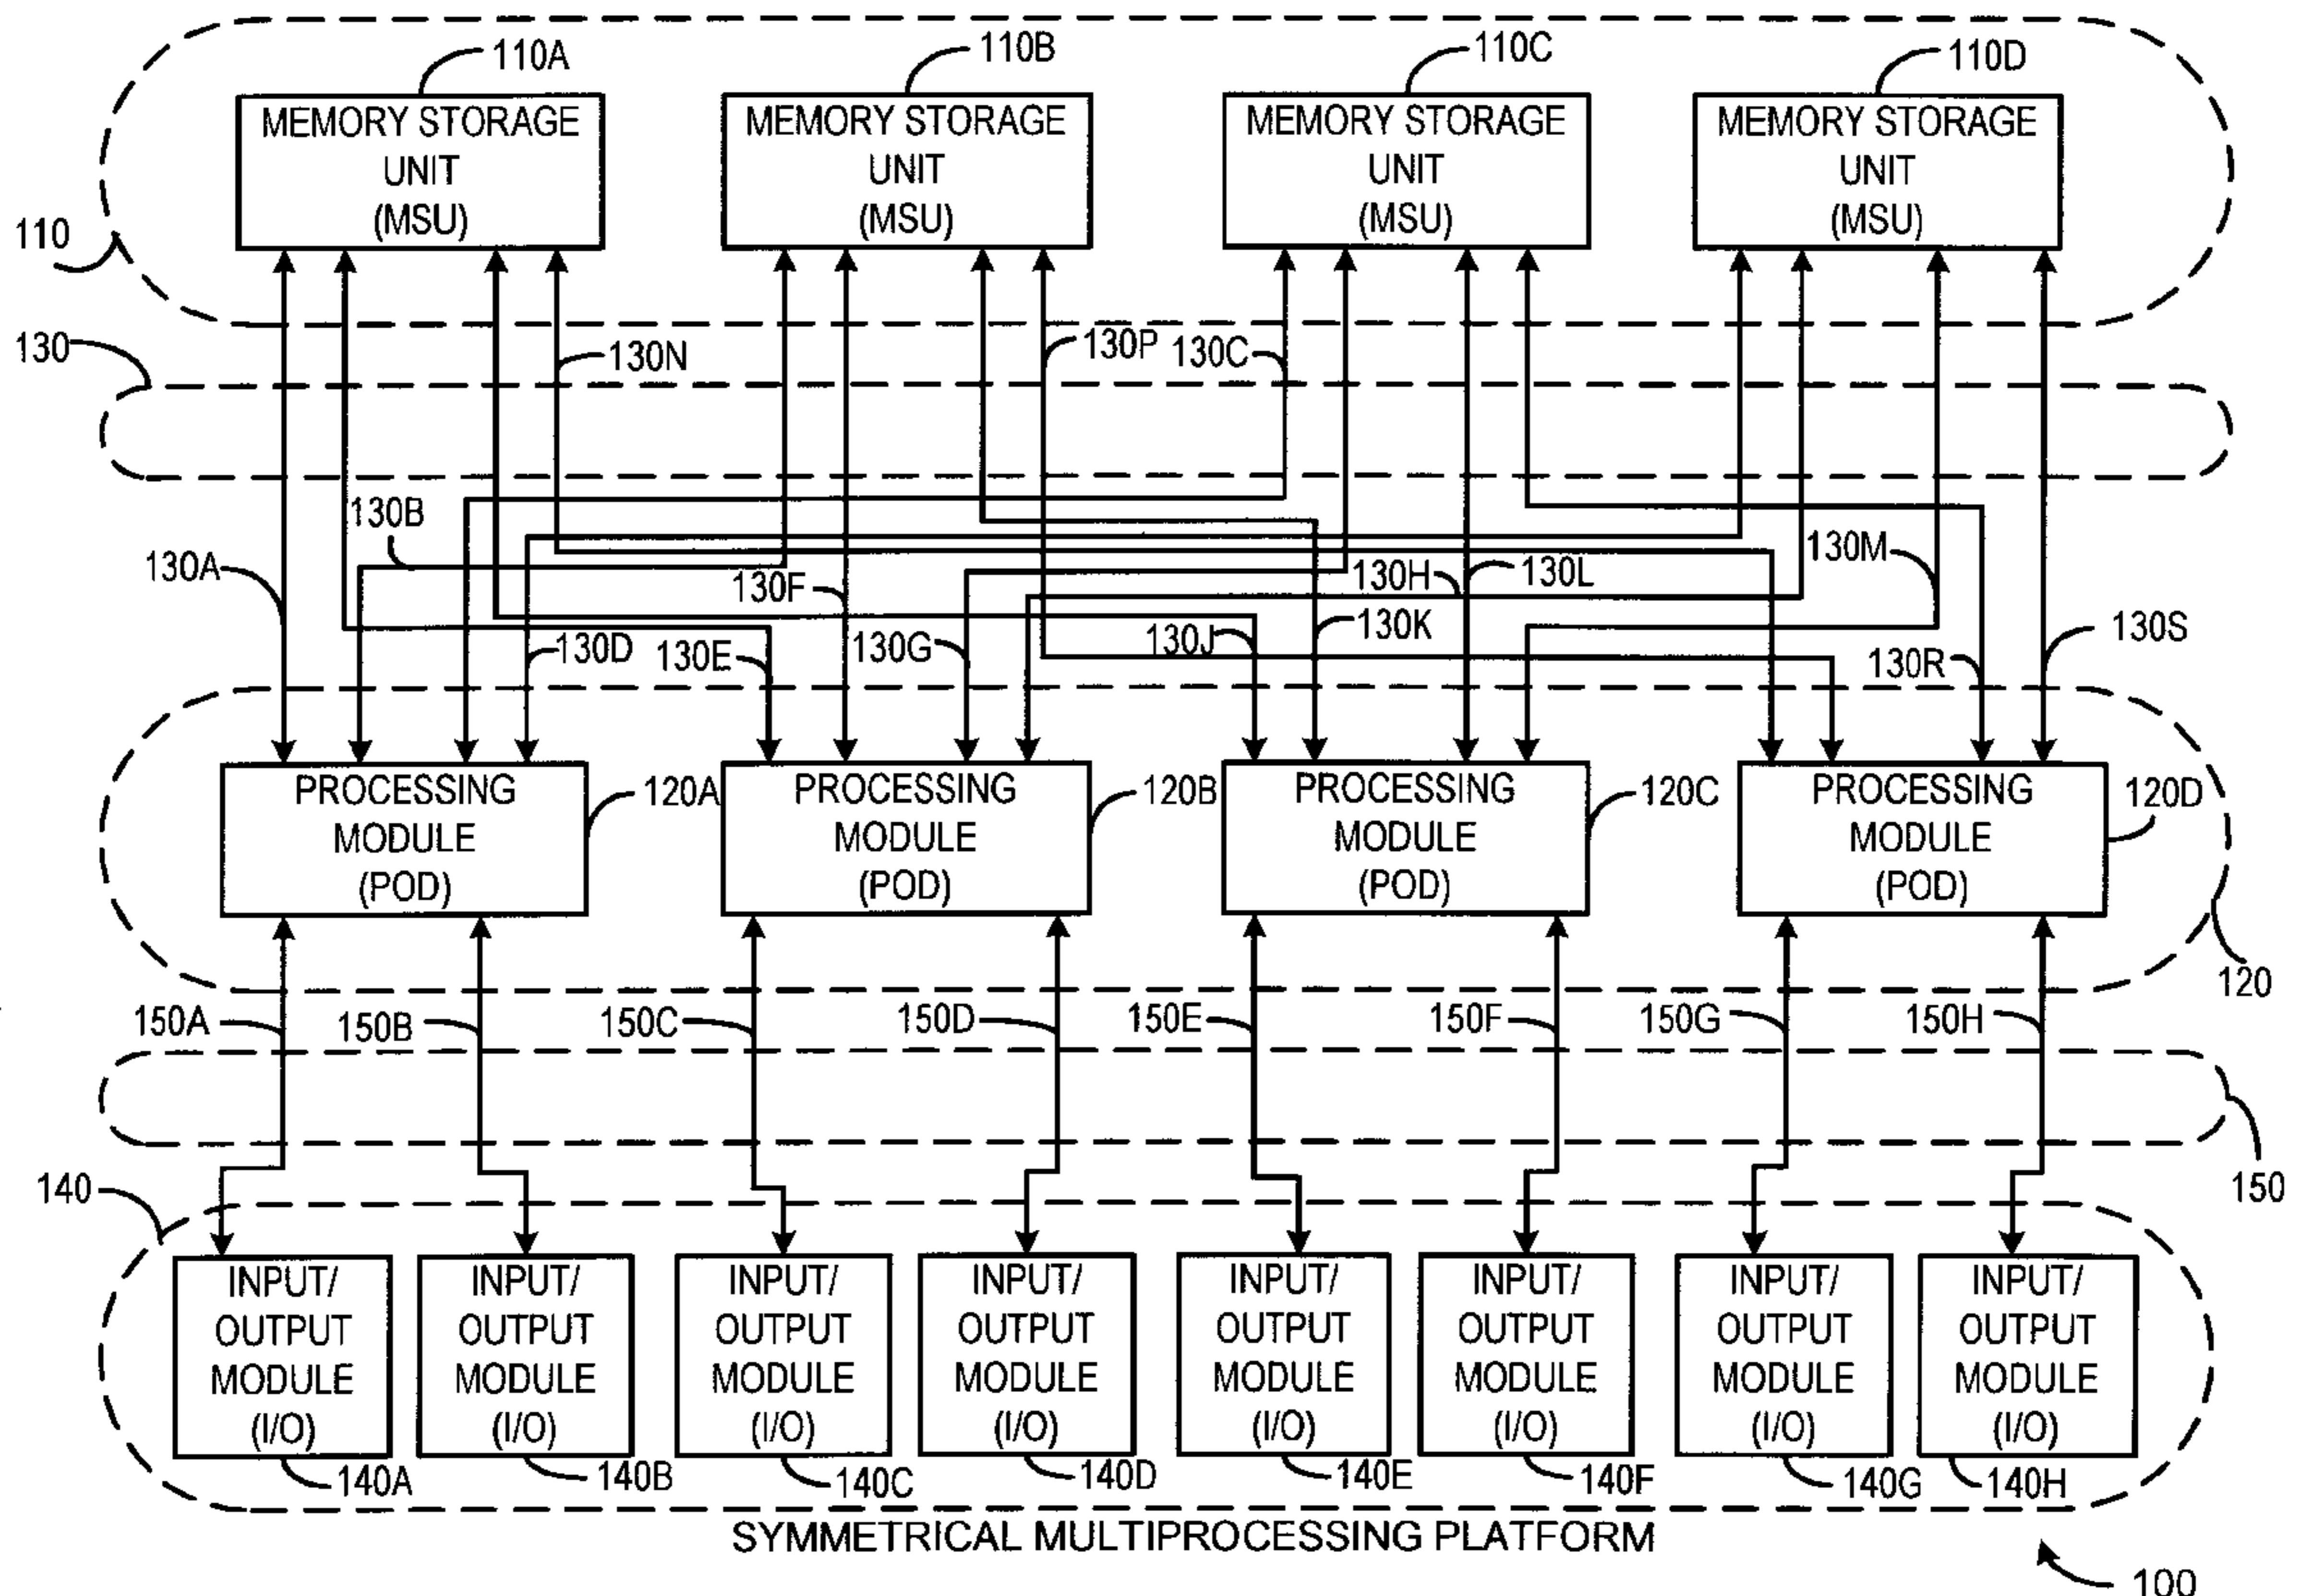 110A
110B
110C
110D
MEMORY STORAGE
UNIT
(MSU)
MEMORY STORAGE
UNIT
(MSU)
MEMORY STORAGE
UNIT
(MSU)
MEMORY STORAGE
UNIT
(MSU)
110
130
130N
130P
130C
130B
130A
130F
130H
130L
130M
130D
130E
130G
130J
130K
130R
130S
PROCESSING
MODULE
(POD)
120A
PROCESSING
MODULE
(POD)
120B
PROCESSING
MODULE
(POD)
120C
PROCESSING
MODULE
(POD)
120D
120
150A
150B
150C
150D
150E
150F
150G
150H
150
140
INPUT/
OUTPUT
MODULE
(I/O)
INPUT/
OUTPUT
MODULE
(I/O)
INPUT/
OUTPUT
MODULE
(I/O)
INPUT/
OUTPUT
MODULE
(I/O)
INPUT/
OUTPUT
MODULE
(I/O)
INPUT/
OUTPUT
MODULE
(I/O)
INPUT/
OUTPUT
MODULE
(I/O)
INPUT/
OUTPUT
MODULE
(I/O)
140A
140B
140C
140D
140E
140F
140G
140H
SYMMETRICAL MULTIPROCESSING PLATFORM
100